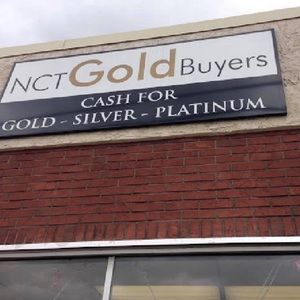 NCT Gold Buyers
CASH FOR
GOLD - SILVER - PLATINUM